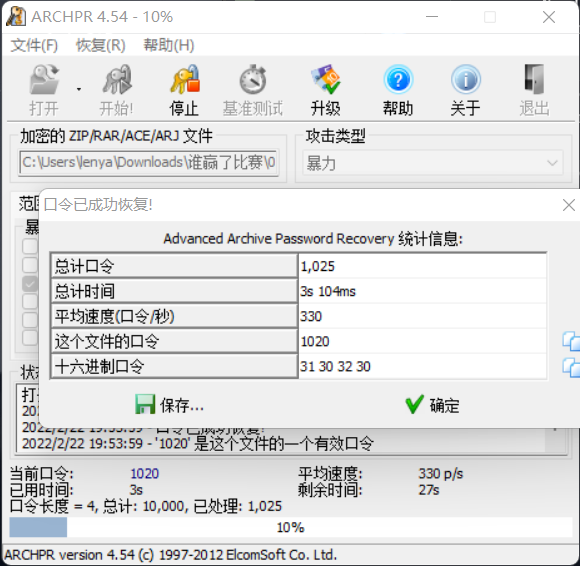 ARCHPR 4.54 - 10%
文件(F) 恢复(R) 帮助(H)
打开 开始! 停止 基准测试 升级 帮助 关于 退出
加密的 ZIP/RAR/ACE/ARJ 文件 攻击类型
C:\Users\lenya\Downloads\谁赢了比赛\0 暴力
口令已成功恢复!
Advanced Archive Password Recovery 统计信息:
总计口令 1,025
总计时间 3s 104ms
平均速度(口令/秒) 330
这个文件的口令 1020
十六进制口令 31 30 32 30
保存... 确定
2022/2/22 19:53:59 - 口令已成功恢复!
2022/2/22 19:53:59 - '1020' 是这个文件的一个有效口令
当前口令: 1020 平均速度: 330 p/s
已用时间: 3s 剩余时间: 27s
口令长度 = 4, 总计: 10,000, 已处理: 1,025
10%
ARCHPR version 4.54 (c) 1997-2012 ElcomSoft Co. Ltd.